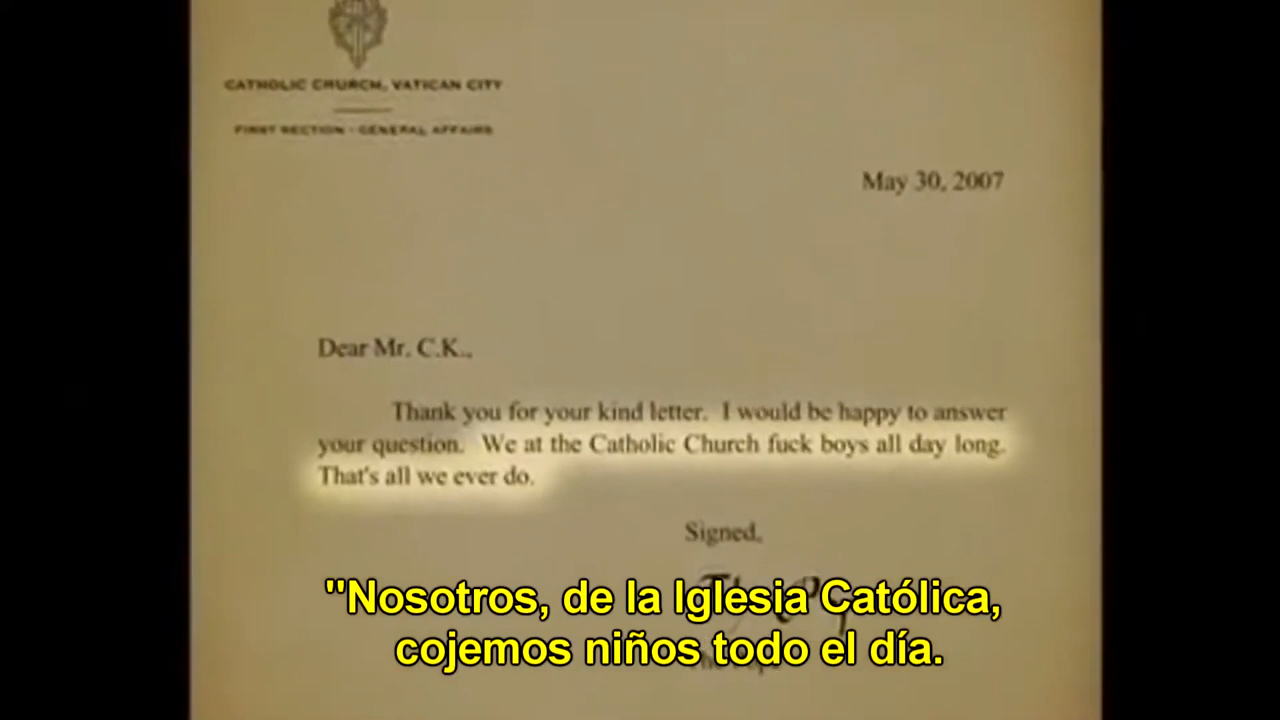 CATHOLIC CHURCH, VATICAN CITY
FIRST SECTION - GENERAL AFFAIRS
May 30, 2007
Dear Mr. C.K.,
Thank you for your kind letter. I would be happy to answer
your question. We at the Catholic Church fuck boys all day long.
That's all we ever do.
Signed,
"Nosotros, de la Iglesia Católica,
cojemos niños todo el día.